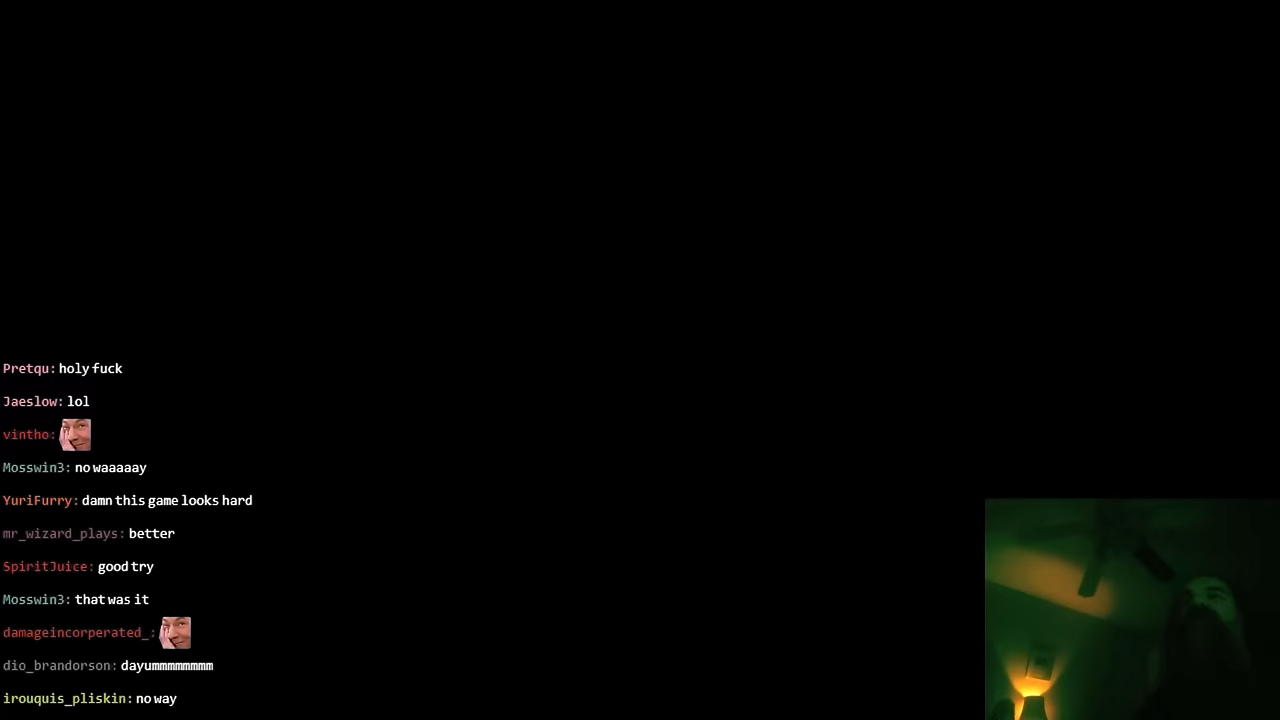 Pretqu: holy fuck
Jaeslow: lol
vintho:
Mosswin3: no waaaaay
YuriFurry: damn this game looks hard
mr_wizard_plays: better
SpiritJuice: good try
Mosswin3: that was it
damageincorperated_:
dio_brandorson: dayummmmmmmm
irouquis_pliskin: no way